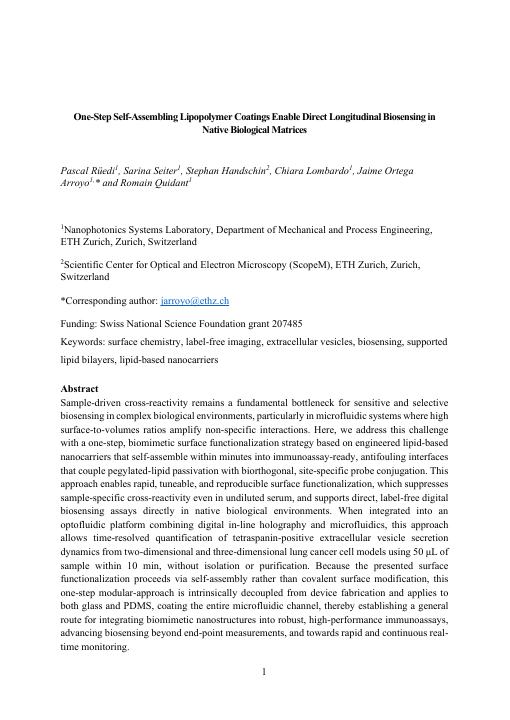 One-Step Self-Assembling Lipopolymer Coatings Enable Direct Longitudinal Biosensing in
Native Biological Matrices
Pascal Rüedi1, Sarina Seiter1, Stephan Handschin2, Chiara Lombardo1, Jaime Ortega
Arroyo1,* and Romain Quidant1
1Nanophotonics Systems Laboratory, Department of Mechanical and Process Engineering,
ETH Zurich, Zurich, Switzerland
2Scientific Center for Optical and Electron Microscopy (ScopeM), ETH Zurich, Zurich,
Switzerland
*Corresponding author: jarroyo@ethz.ch
Funding: Swiss National Science Foundation grant 207485
Keywords: surface chemistry, label-free imaging, extracellular vesicles, biosensing, supported
lipid bilayers, lipid-based nanocarriers
Abstract
Sample-driven cross-reactivity remains a fundamental bottleneck for sensitive and selective
biosensing in complex biological environments, particularly in microfluidic systems where high
surface-to-volumes ratios amplify non-specific interactions. Here, we address this challenge
with a one-step, biomimetic surface functionalization strategy based on engineered lipid-based
nanocarriers that self-assemble within minutes into immunoassay-ready, antifouling interfaces
that couple pegylated-lipid passivation with biorthogonal, site-specific probe conjugation. This
approach enables rapid, tuneable, and reproducible surface functionalization, which suppresses
sample-specific cross-reactivity even in undiluted serum, and supports direct, label-free digital
biosensing assays directly in native biological environments. When integrated into an
optofluidic platform combining digital in-line holography and microfluidics, this approach
allows time-resolved quantification of tetraspanin-positive extracellular vesicle secretion
dynamics from two-dimensional and three-dimensional lung cancer cell models using 50 μL of
sample within 10 min, without isolation or purification. Because the presented surface
functionalization proceeds via self-assembly rather than covalent surface modification, this
one-step modular-approach is intrinsically decoupled from device fabrication and applies to
both glass and PDMS, coating the entire microfluidic channel, thereby establishing a general
route for integrating biomimetic nanostructures into robust, high-performance immunoassays,
advancing biosensing beyond end-point measurements, and towards rapid and continuous real-
time monitoring.
1